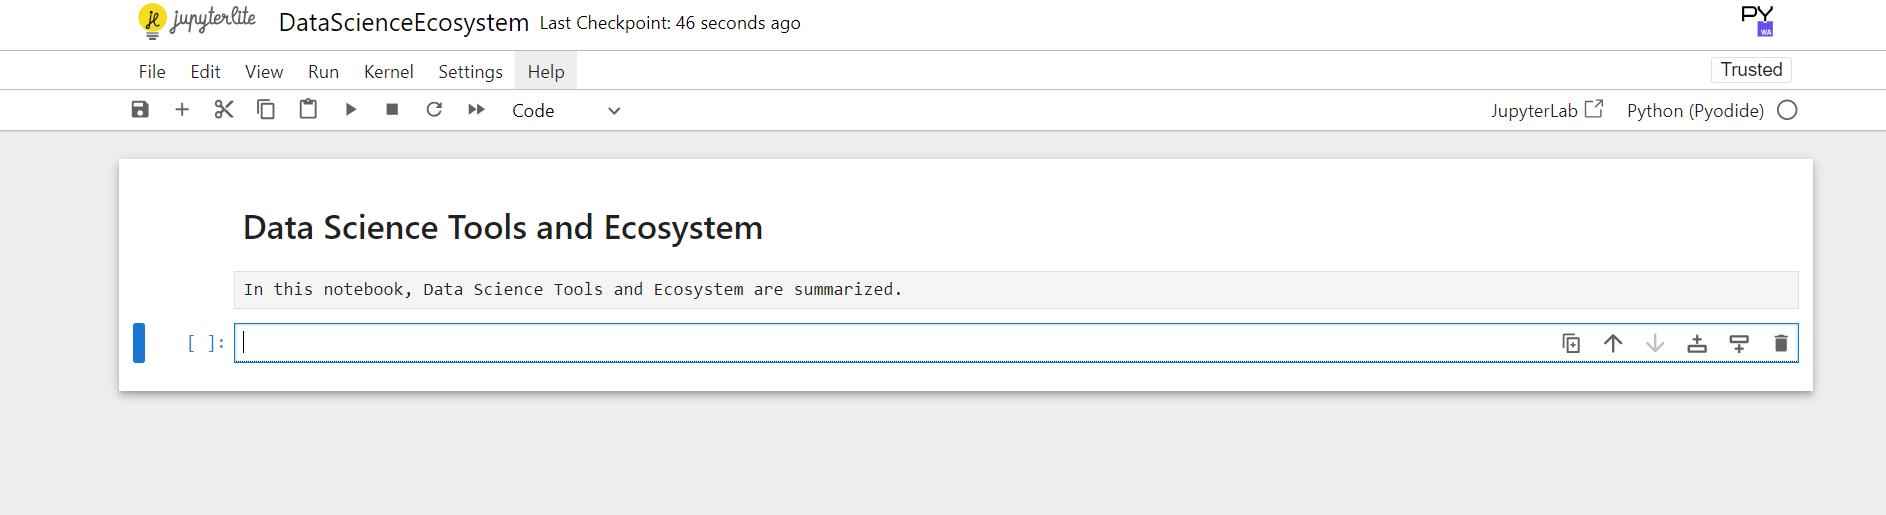 jupyterlite DataScienceEcosystem Last Checkpoint: 46 seconds ago PY WA
File Edit View Run Kernel Settings Help Trusted
Code JupyterLab Python (Pyodide)
Data Science Tools and Ecosystem
In this notebook, Data Science Tools and Ecosystem are summarized.
[ ]: